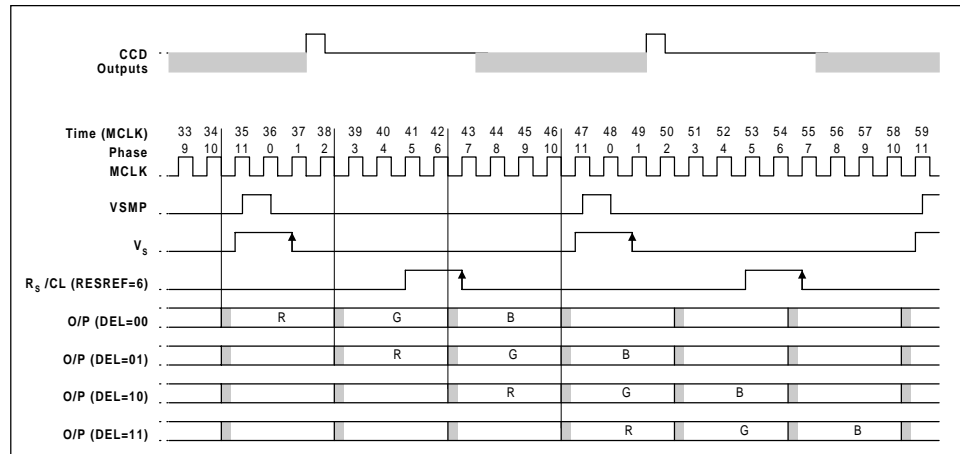 CCD
Outputs
Time (MCLK) 33 34 35 36 37 38 39 40 41 42 43 44 45 46 47 48 49 50 51 52 53 54 55 56 57 58 59
Phase 9 10 11 0 1 2 3 4 5 6 7 8 9 10 11 0 1 2 3 4 5 6 7 8 9 10 11
MCLK
VSMP
VS
RS /CL (RESREF=6)
O/P (DEL=00 R G B
O/P (DEL=01) R G B
O/P (DEL=10) R G B
O/P (DEL=11) R G B